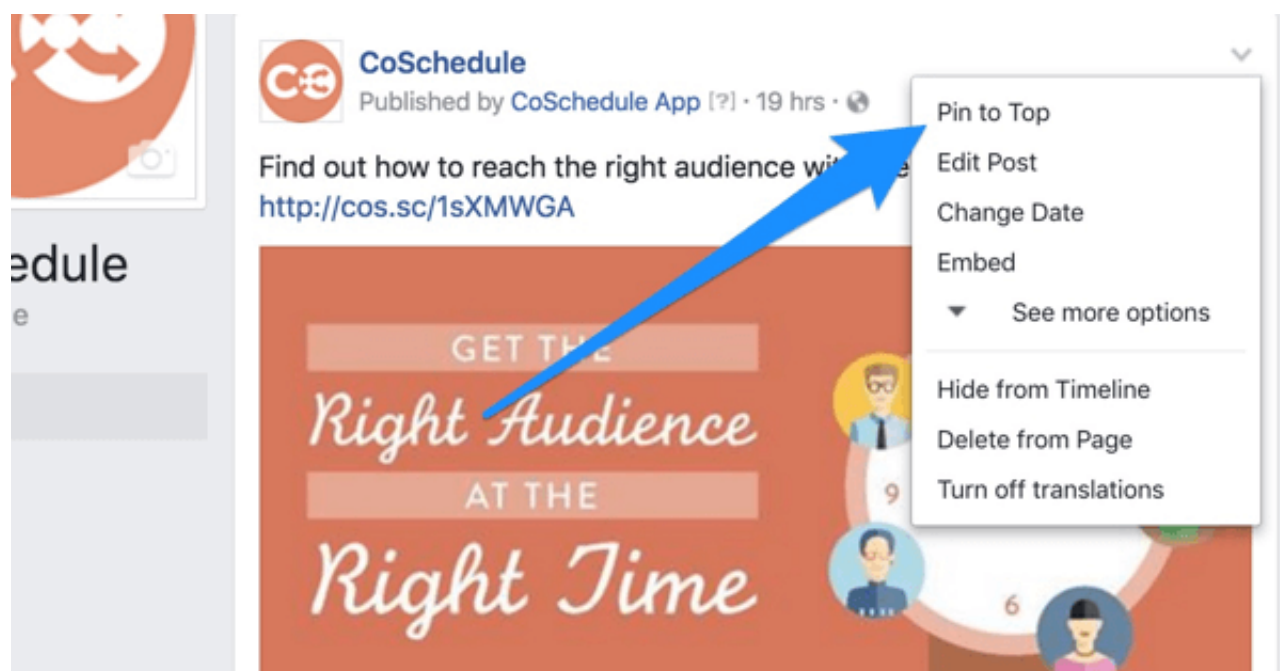 CoSchedule
Published by CoSchedule App [?] · 19 hrs ·
Find out how to reach the right audience
http://cos.sc/1sXMWGA
Pin to Top
Edit Post
Change Date
Embed
See more options
Hide from Timeline
Delete from Page
Turn off translations
edule
e
GET THE
Right Audience
AT THE
Right Time
9
6